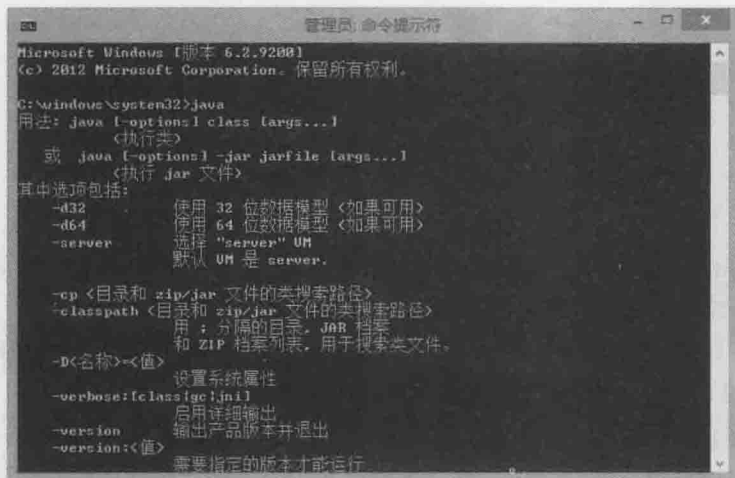 管理员: 命令提示符
Microsoft Windows [版本 6.2.9200]
(c) 2012 Microsoft Corporation。保留所有权利。
C:\windows\system32>java
用法: java [-options] class [args...]
<执行类>
或 java [-options] -jar jarfile [args...]
<执行 jar 文件>
其中选项包括:
-d32 使用 32 位数据模型 <如果可用>
-d64 使用 64 位数据模型 <如果可用>
-server 选择 "server" VM
默认 VM 是 server.
-cp <目录和 zip/jar 文件的类搜索路径>
-classpath <目录和 zip/jar 文件的类搜索路径>
用 ; 分隔的目录, JAR 档案
和 ZIP 档案列表, 用于搜索类文件。
-D<名称>=<值>
设置系统属性
-verbose:[class|gc|jni]
启用详细输出
-version 输出产品版本并退出
-version:<值>
需要指定的版本才能运行